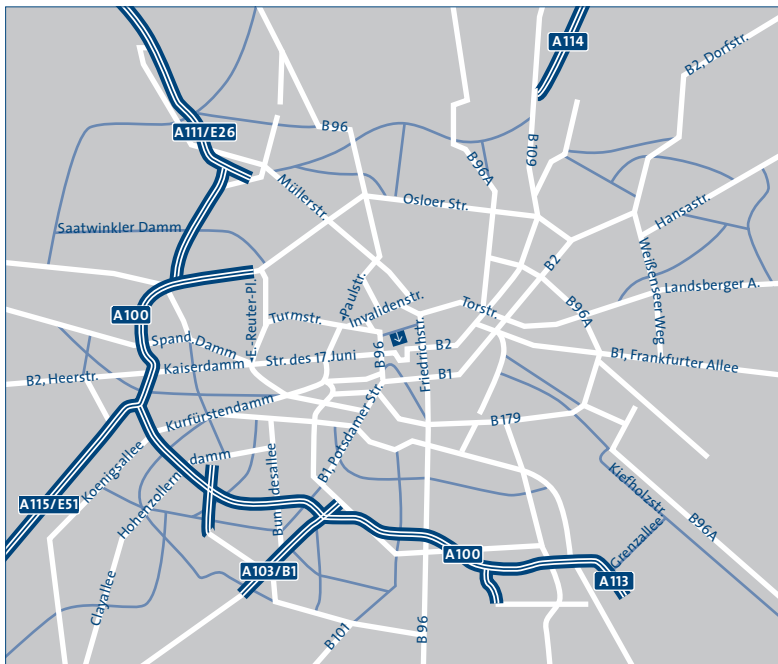 A114
B2, Dorfstr.
A111/E26
B96
B109
B96A
Müllerstr.
Osloer Str.
Hansastr.
Saatwinkler Damm
Weißenseer Weg
B2
Landsberger A.
E.-Reuter-Pl.
Paulstr.
Invalidenstr.
Torstr.
B96A
A100
Turmstr.
Spand. Damm
Friedrichstr.
B2
B1, Frankfurter Allee
Kaiserdamm
Str. des 17. Juni
B96
B2, Heerstr.
B1
Kurfürstendamm
B1, Potsdamer Str.
B179
Koenigsallee
Hohenzollerndamm
Bundesallee
Kiefholzstr.
A115/E51
B96A
Grenzallee
A100
A103/B1
A113
Clayallee
B101
B96